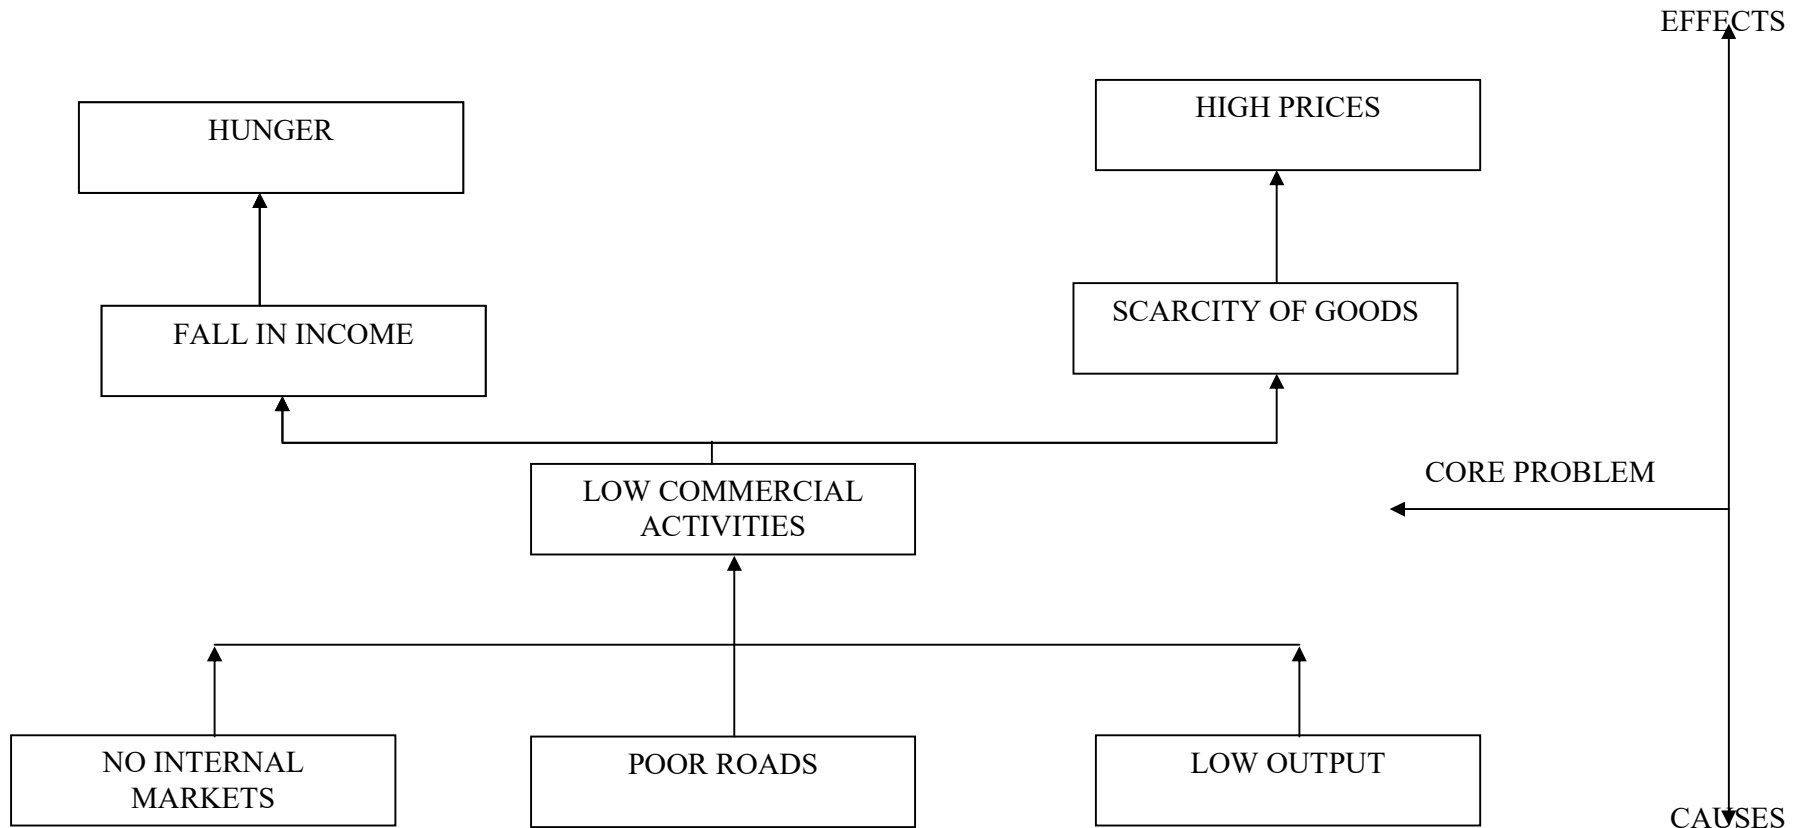 EFFECTS
HIGH PRICES
HUNGER
SCARCITY OF GOODS
FALL IN INCOME
CORE PROBLEM
LOW COMMERCIAL
ACTIVITIES
NO INTERNAL
MARKETS
POOR ROADS
LOW OUTPUT
CAUSES